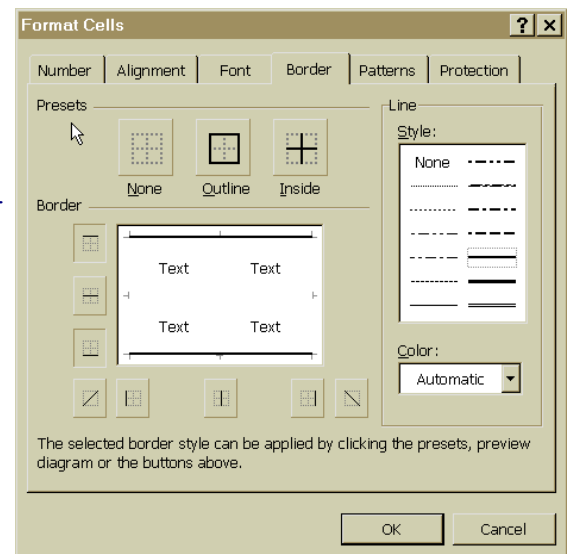 Format Cells
Number Alignment Font Border Patterns Protection
Presets
None Outline Inside
Border
Text Text
Text Text
Line
Style:
None
Color:
Automatic
The selected border style can be applied by clicking the presets, preview
diagram or the buttons above.
OK Cancel